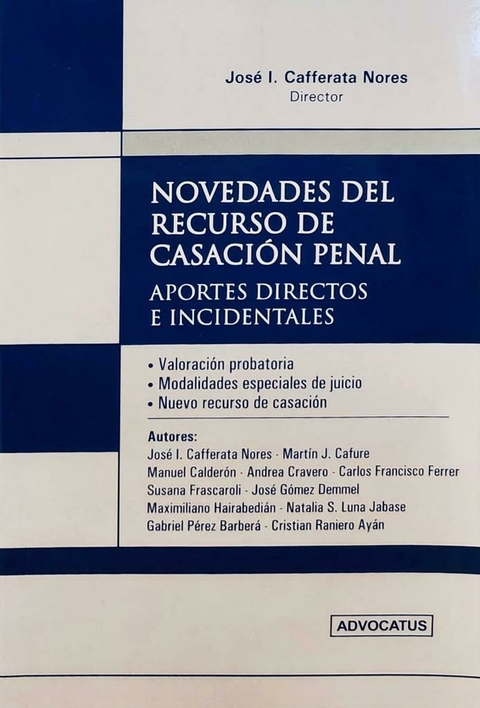 José I. Cafferata Nores
Director
NOVEDADES DEL
RECURSO DE
CASACIÓN PENAL
APORTES DIRECTOS
E INCIDENTALES
• Valoración probatoria
• Modalidades especiales de juicio
• Nuevo recurso de casación
Autores:
José I. Cafferata Nores · Martín J. Cafure
Manuel Calderón · Andrea Cravero · Carlos Francisco Ferrer
Susana Frascaroli · José Gómez Demmel
Maximiliano Hairabedián · Natalia S. Luna Jabase
Gabriel Pérez Barberá · Cristian Raniero Ayán
ADVOCATUS